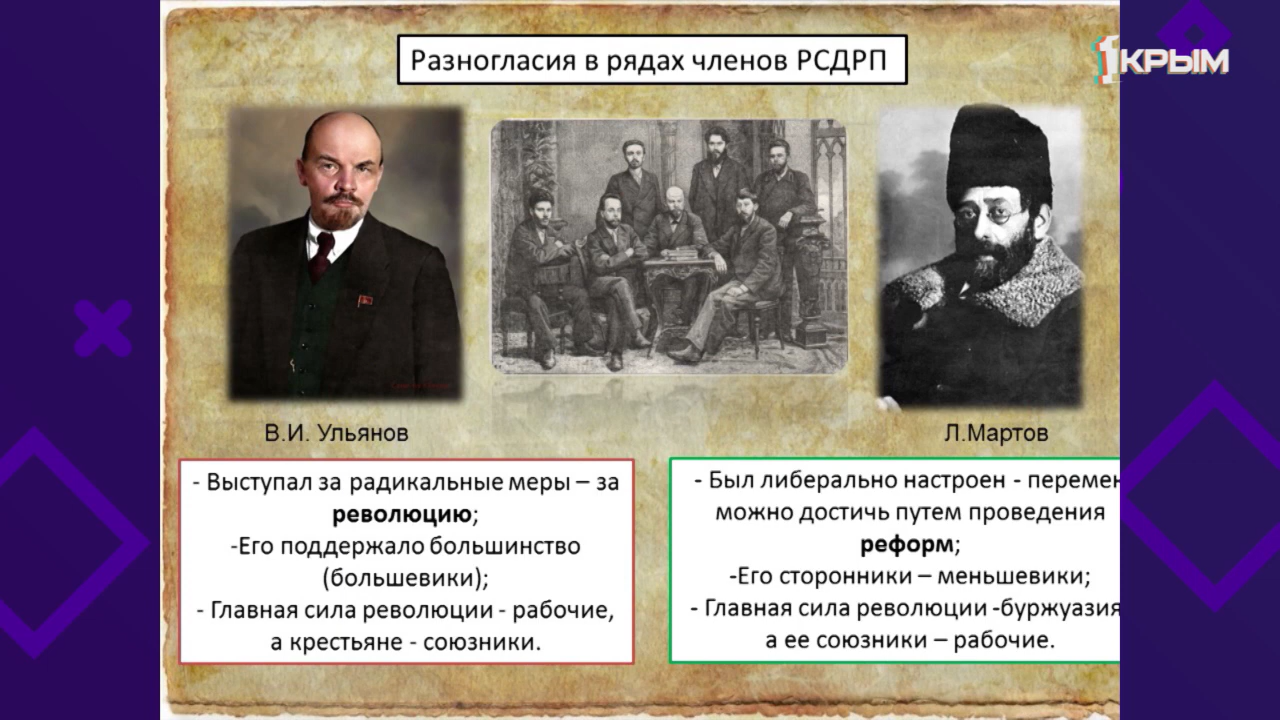 Разногласия в рядах членов РСДРП
1КРЫМ
В.И. Ульянов
Л.Мартов
- Выступал за радикальные меры – за
революцию;
-Его поддержало большинство
(большевики);
- Главная сила революции - рабочие,
а крестьяне - союзники.
- Был либерально настроен - перемен
можно достичь путем проведения
реформ;
-Его сторонники – меньшевики;
- Главная сила революции -буржуазия
а ее союзники – рабочие.